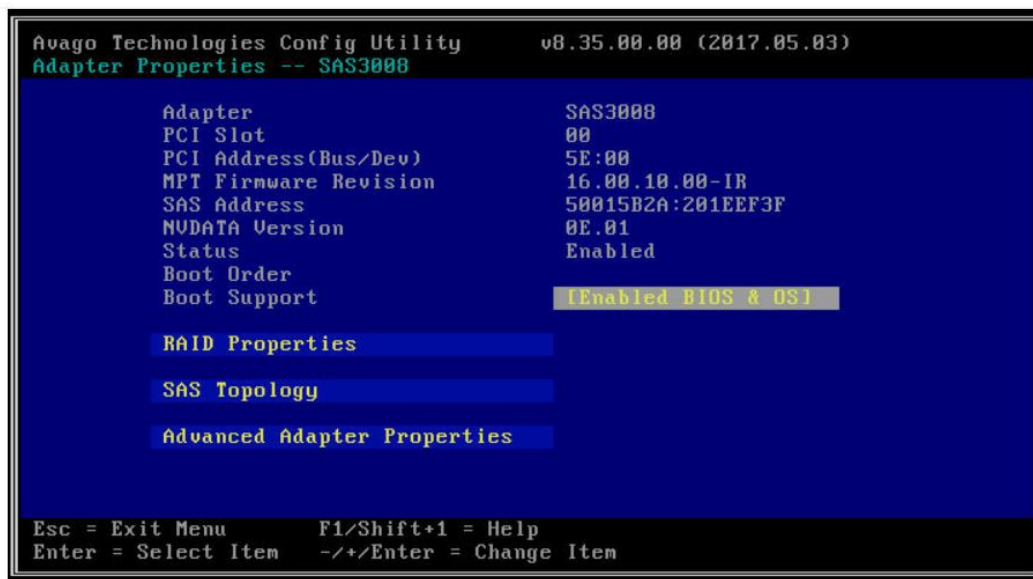 Avago Technologies Config Utility v8.35.00.00 (2017.05.03)
Adapter Properties -- SAS3008
Adapter SAS3008
PCI Slot 00
PCI Address(Bus/Dev) 5E:00
MPT Firmware Revision 16.00.10.00-IR
SAS Address 50015B2A:201EEF3F
NVDATA Version 0E.01
Status Enabled
Boot Order
Boot Support [Enabled BIOS & OS]
RAID Properties
SAS Topology
Advanced Adapter Properties
Esc = Exit Menu F1/Shift+1 = Help
Enter = Select Item -/+/Enter = Change Item